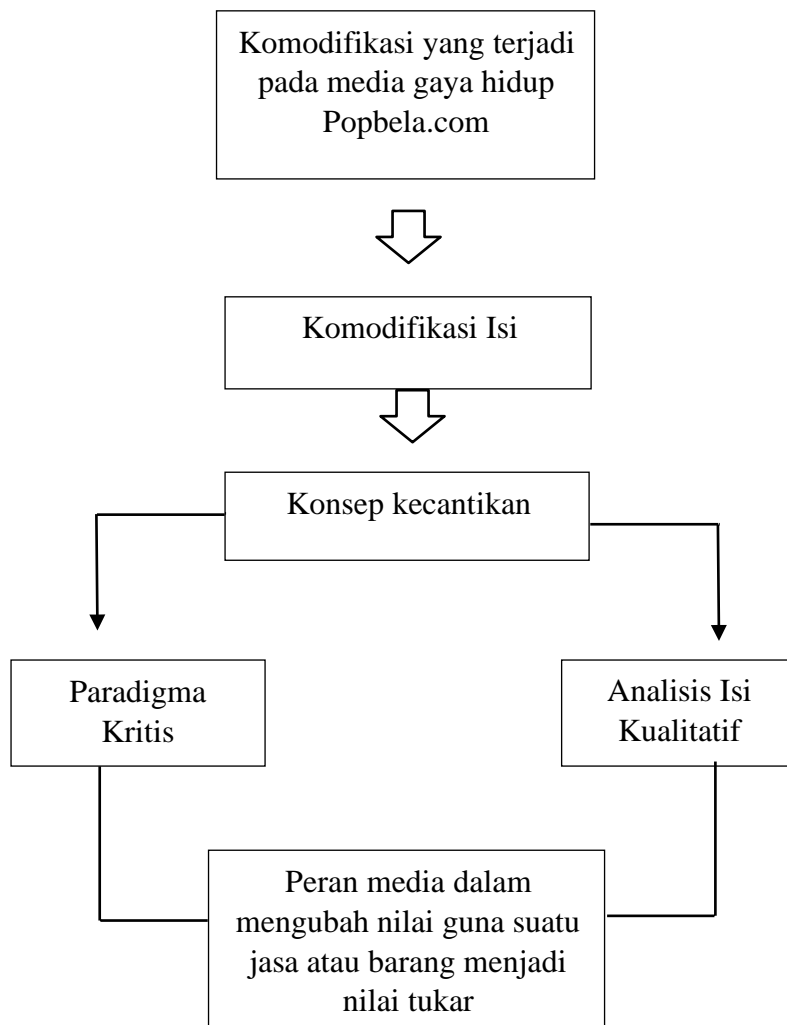 Komodifikasi yang terjadi
pada media gaya hidup
Popbela.com
Komodifikasi Isi
Konsep kecantikan
Paradigma
Kritis
Analisis Isi
Kualitatif
Peran media dalam
mengubah nilai guna suatu
jasa atau barang menjadi
nilai tukar